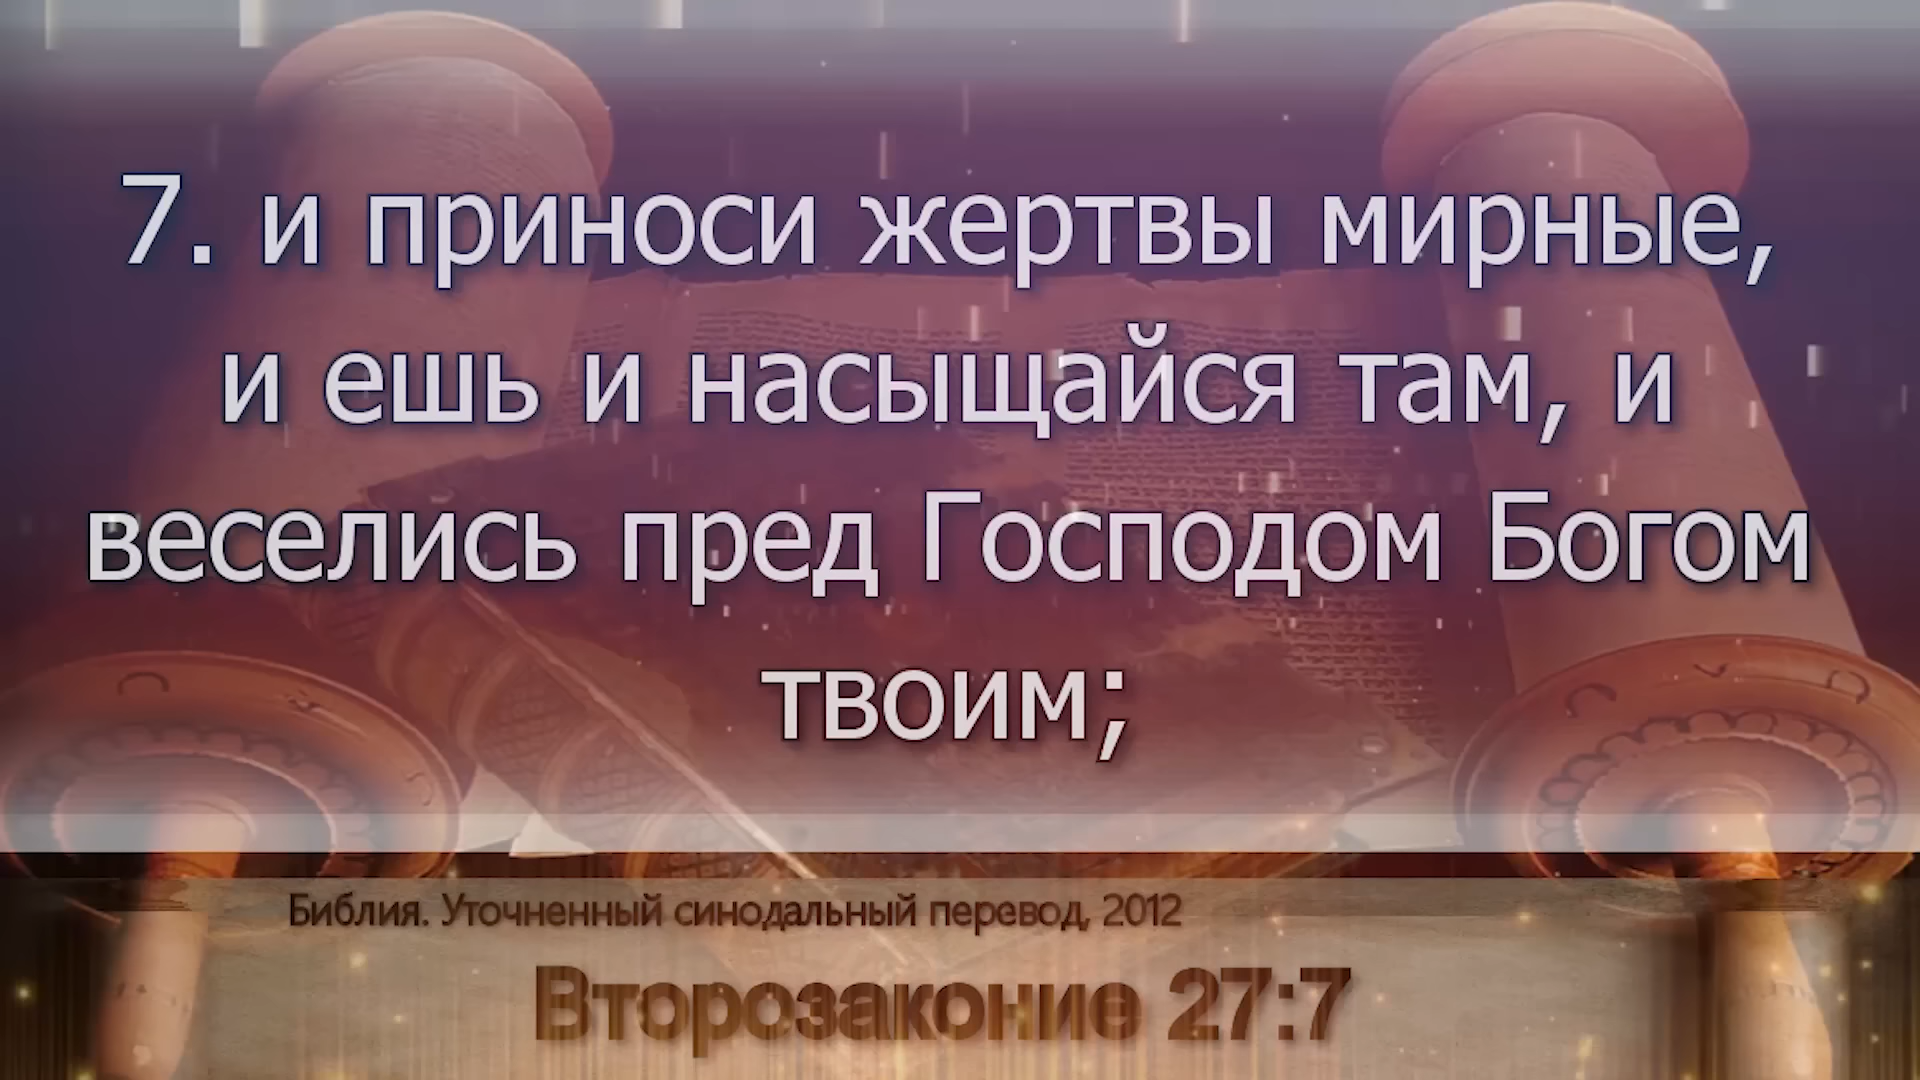 7. и приноси жертвы мирные,
и ешь и насыщайся там, и
веселись пред Господом Богом
твоим;
Библия. Уточненный синодальный перевод, 2012
Второзаконие 27:7